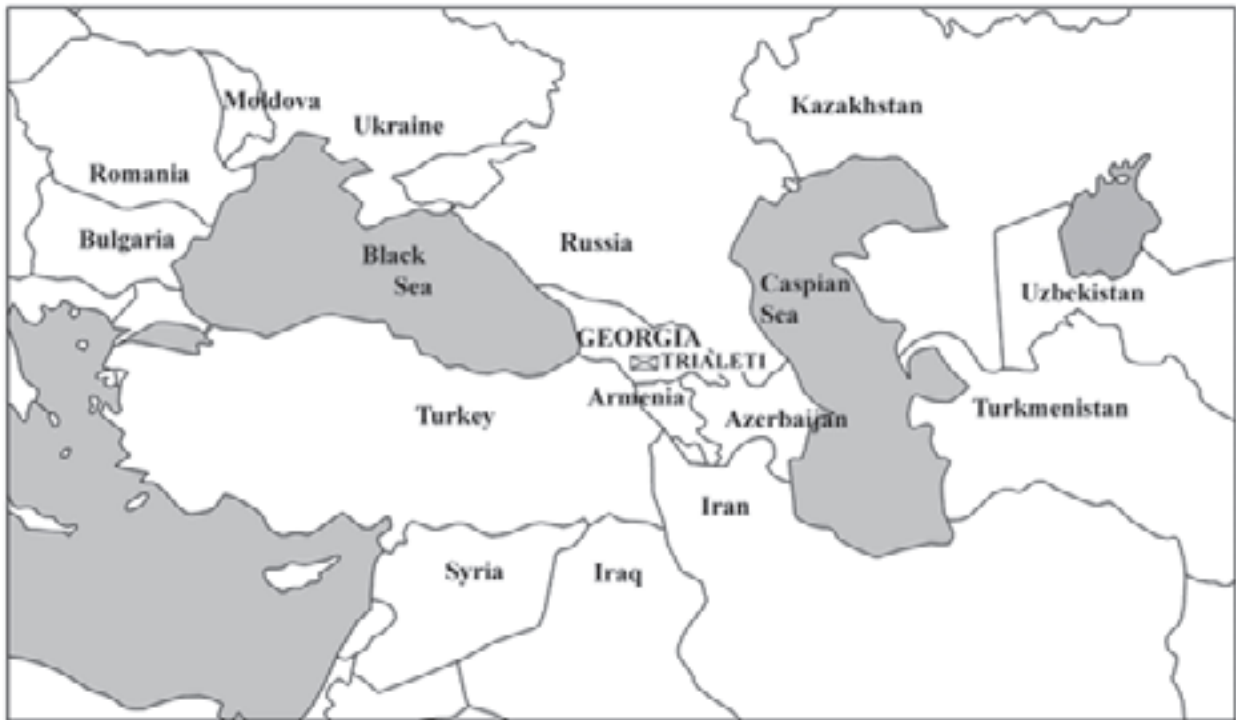 Moldova
Ukraine
Kazakhstan
Romania
Bulgaria
Black
Sea
Russia
Caspian
Sea
Uzbekistan
GEORGIA
TRIALETI
Armenia
Turkey
Azerbaijan
Turkmenistan
Iran
Syria
Iraq